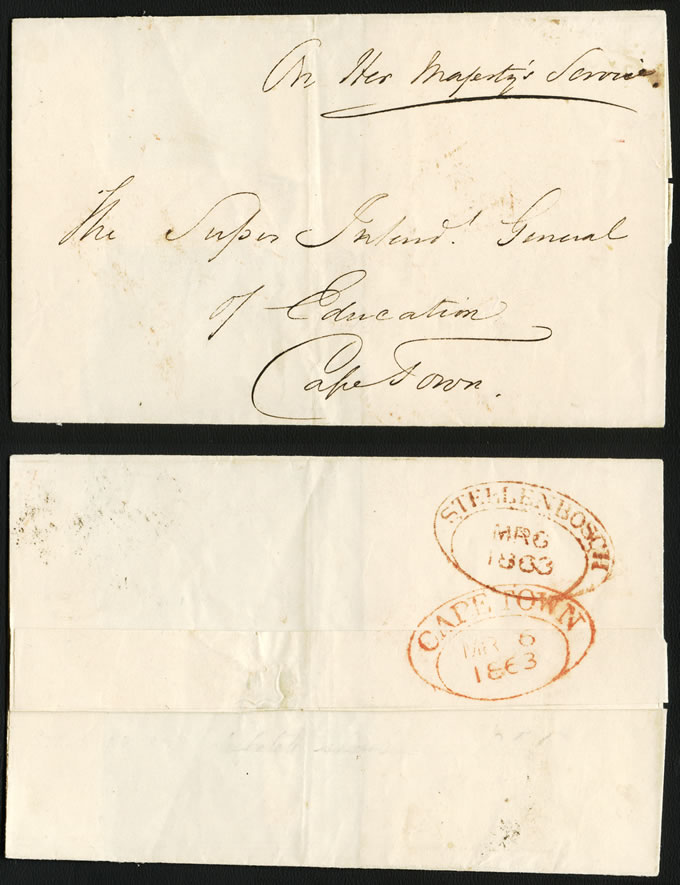 On Her Majesty's Service.
The Super Intendt. General
of Education
Cape Town.
STELLENBOSCH
MR 6
1863
CAPE TOWN
MR 6
1863